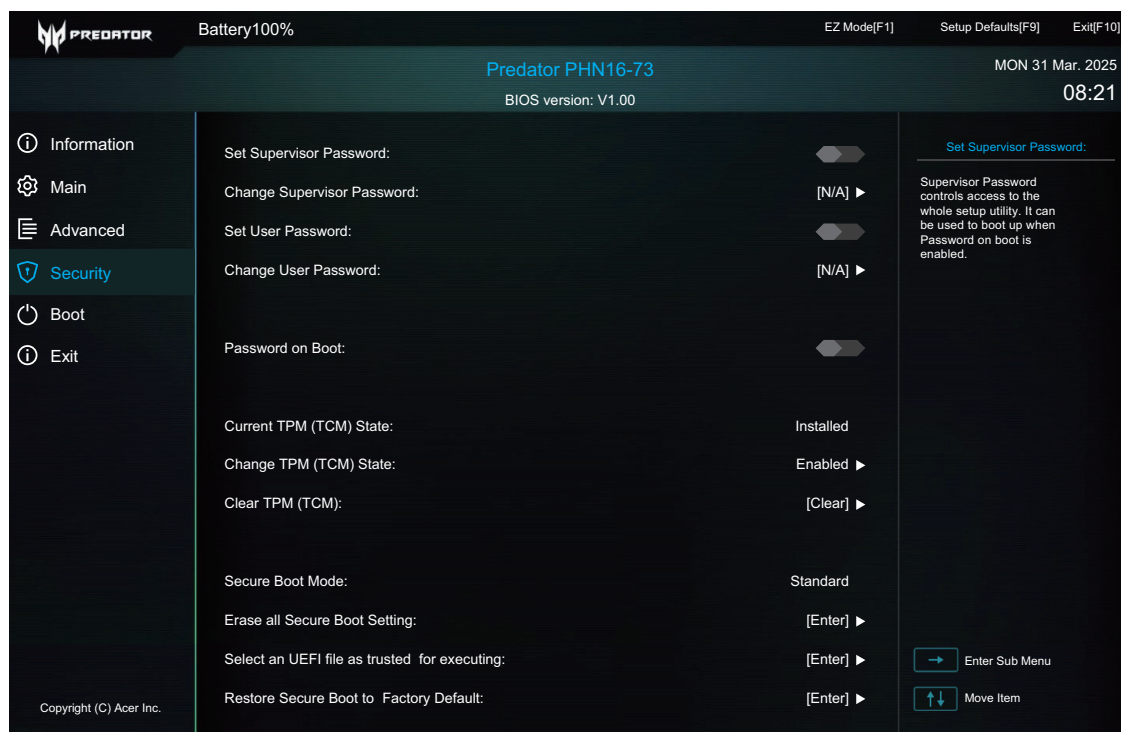 PREDATOR
Battery100%
EZ Mode[F1]
Setup Defaults[F9]
Exit[F10]
Predator PHN16-73
BIOS version: V1.00
MON 31 Mar. 2025
08:21
Information
Main
Advanced
Security
Boot
Exit
Copyright (C) Acer Inc.
Set Supervisor Password:
Change Supervisor Password: [N/A]
Set User Password:
Change User Password: [N/A]
Password on Boot:
Current TPM (TCM) State: Installed
Change TPM (TCM) State: Enabled
Clear TPM (TCM): [Clear]
Secure Boot Mode: Standard
Erase all Secure Boot Setting: [Enter]
Select an UEFI file as trusted for executing: [Enter]
Restore Secure Boot to Factory Default: [Enter]
Set Supervisor Password:
Supervisor Password
controls access to the
whole setup utility. It can
be used to boot up when
Password on boot is
enabled.
Enter Sub Menu
Move Item